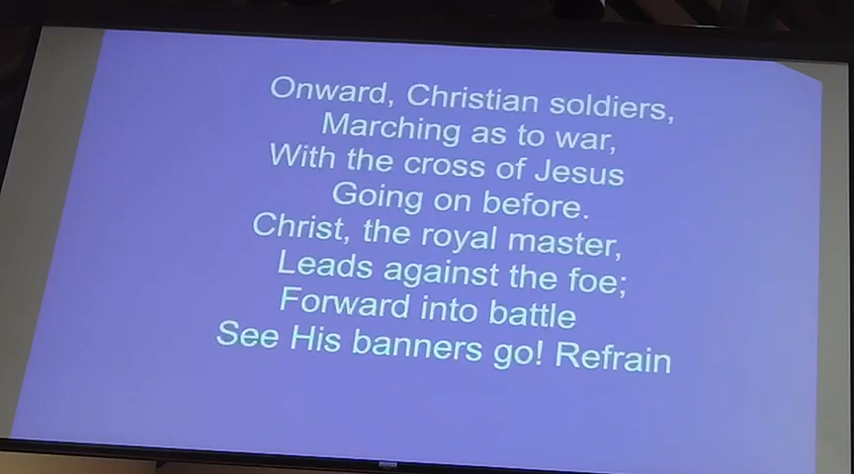 Onward, Christian soldiers,
Marching as to war,
With the cross of Jesus
Going on before.
Christ, the royal master,
Leads against the foe;
Forward into battle
See His banners go! Refrain